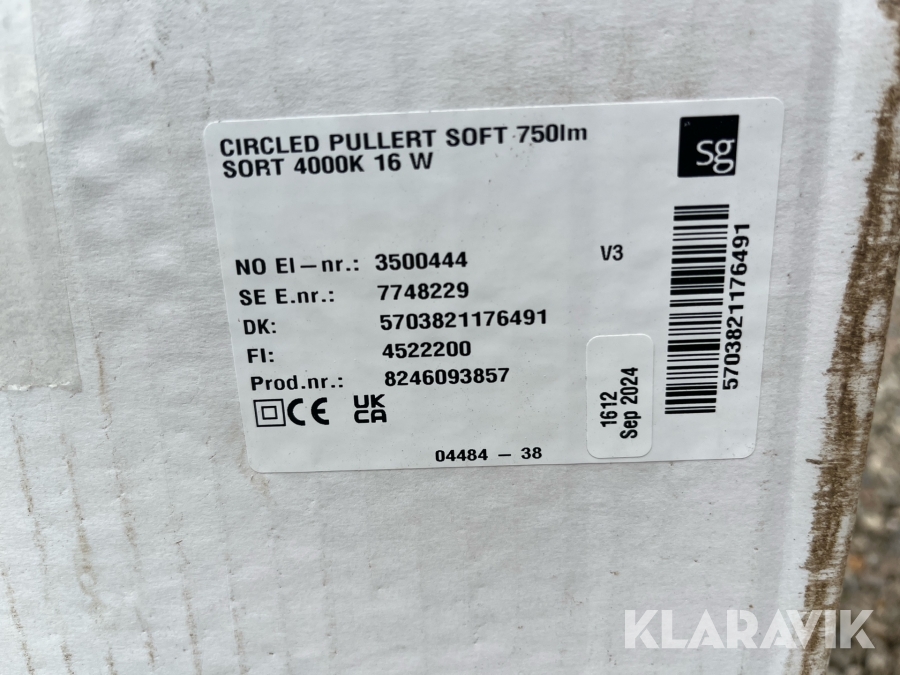 CIRCLED PULLERT SOFT 750lm
SORT 4000K 16 W
sg
NO El-nr.: 3500444
V3
SE E.nr.: 7748229
DK: 5703821176491
FI: 4522200
Prod.nr.: 8246093857
CE UK CA
04484 - 38
1612
Sep 2024
5703821176491
KLARAVIK